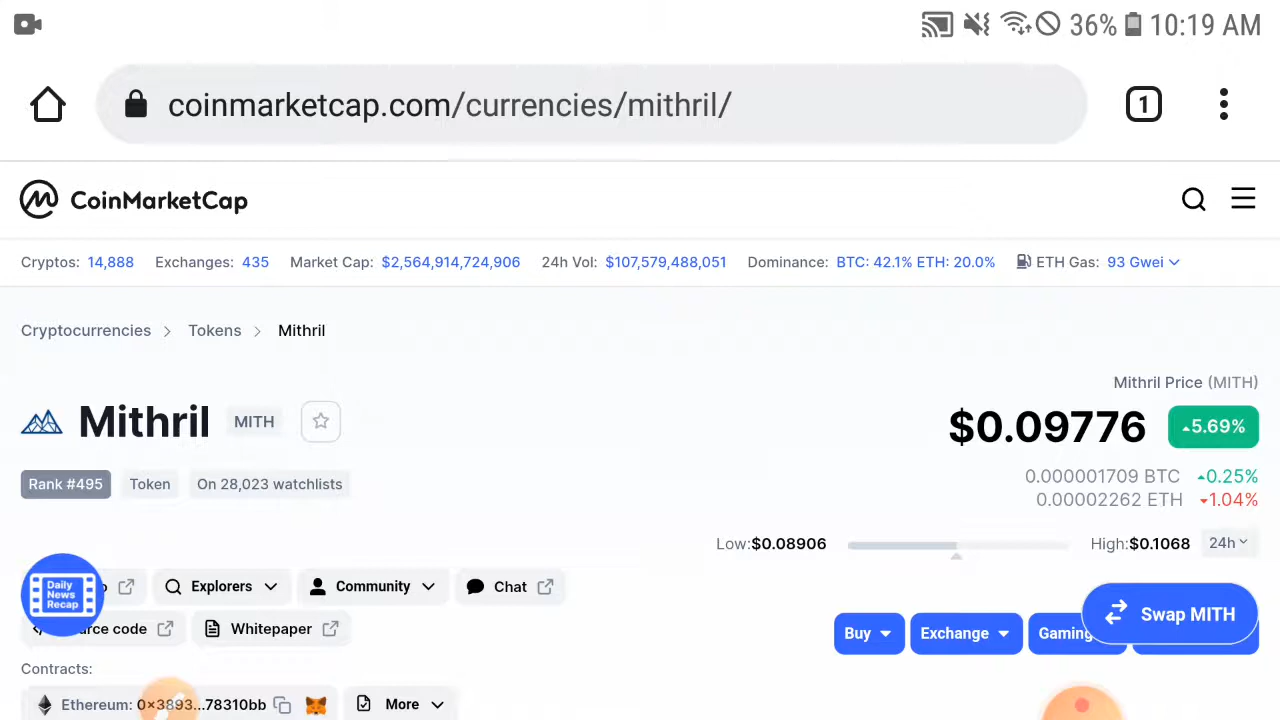 36% 10:19 AM
coinmarketcap.com/currencies/mithril/
1
CoinMarketCap
Cryptos: 14,888 Exchanges: 435 Market Cap: $2,564,914,724,906 24h Vol: $107,579,488,051 Dominance: BTC: 42.1% ETH: 20.0% ETH Gas: 93 Gwei
Cryptocurrencies > Tokens > Mithril
Mithril Price (MITH)
Mithril MITH
$0.09776 5.69%
Rank #495 Token On 28,023 watchlists
0.000001709 BTC 0.25%
0.00002262 ETH 1.04%
Low:$0.08906 High:$0.1068 24h
Daily
News
Recap
Explorers Community Chat
Swap MITH
code Whitepaper
Buy Exchange Gaming
Contracts:
Ethereum: 0x3893...78310bb More